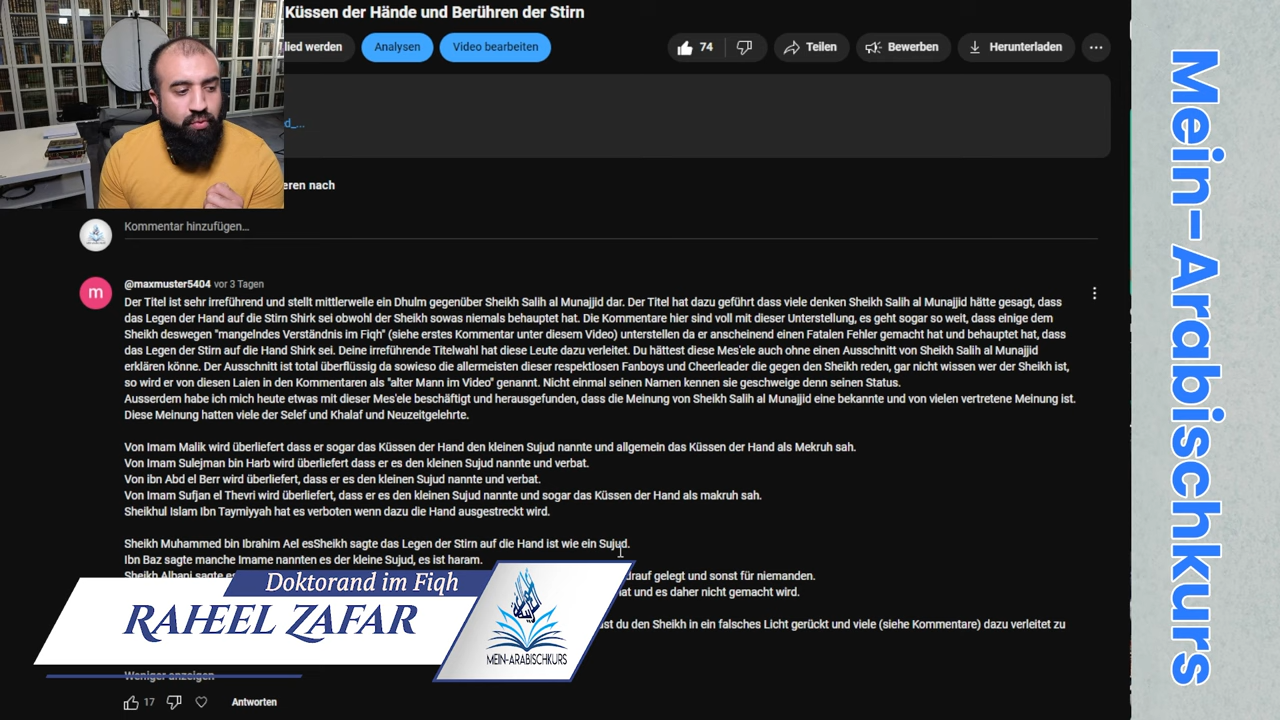 Küssen der Hände und Berühren der Stirn
lied werden
Analysen
Video bearbeiten
74
Teilen
Bewerben
Herunterladen
d_...
eren nach
Kommentar hinzufügen...
m
@maxmuster5404 vor 3 Tagen
Der Titel ist sehr irreführend und stellt mittlerweile ein Dhulm gegenüber Sheikh Salih al Munajjid dar. Der Titel hat dazu geführt dass viele denken Sheikh Salih al Munajjid hätte gesagt, dass
das Legen der Hand auf die Stirn Shirk sei obwohl der Sheikh sowas niemals behauptet hat. Die Kommentare hier sind voll mit dieser Unterstellung, es geht sogar so weit, dass einige dem
Sheikh deswegen "mangelndes Verständnis im Fiqh" (siehe erstes Kommentar unter diesem Video) unterstellen da er anscheinend einen Fatalen Fehler gemacht hat und behauptet hat, dass
das Legen der Stirn auf die Hand Shirk sei. Deine irreführende Titelwahl hat diese Leute dazu verleitet. Du hättest diese Mes'ele auch ohne einen Ausschnitt von Sheikh Salih al Munajjid
erklären könne. Der Ausschnitt ist total überflüssig da sowieso die allermeisten dieser respektlosen Fanboys und Cheerleader die gegen den Sheikh reden, gar nicht wissen wer der Sheikh ist,
so wird er von diesen Laien in den Kommentaren als "alter Mann im Video" genannt. Nicht einmal seinen Namen kennen sie geschweige denn seinen Status.
Ausserdem habe ich mich heute etwas mit dieser Mes'ele beschäftigt und herausgefunden, dass die Meinung von Sheikh Salih al Munajjid eine bekannte und von vielen vertretene Meinung ist.
Diese Meinung hatten viele der Selef und Khalaf und Neuzeitgelehrte.
Von Imam Malik wird überliefert dass er sogar das Küssen der Hand den kleinen Sujud nannte und allgemein das Küssen der Hand als Mekruh sah.
Von Imam Sulejman bin Harb wird überliefert dass er es den kleinen Sujud nannte und verbat.
Von ibn Abd el Berr wird überliefert, dass er es den kleinen Sujud nannte und verbat.
Von Imam Sufjan el Thevri wird überliefert, dass er es den kleinen Sujud nannte und sogar das Küssen der Hand als makruh sah.
Sheikhul Islam Ibn Taymiyyah hat es verboten wenn dazu die Hand ausgestreckt wird.
Sheikh Muhammed bin Ibrahim Ael esSheikh sagte das Legen der Stirn auf die Hand ist wie ein Sujud.
Ibn Baz sagte manche Imame nannten es der kleine Sujud, es ist haram.
Sheikh Albani sagte es drauf gelegt und sonst für niemanden.
hat und es daher nicht gemacht wird.
st du den Sheikh in ein falsches Licht gerückt und viele (siehe Kommentare) dazu verleitet zu
Weniger anzeigen
17
Antworten
Doktorand im Fiqh
RAHEEL ZAFAR
MEIN-ARABISCHKURS
Mein-Arabischkurs